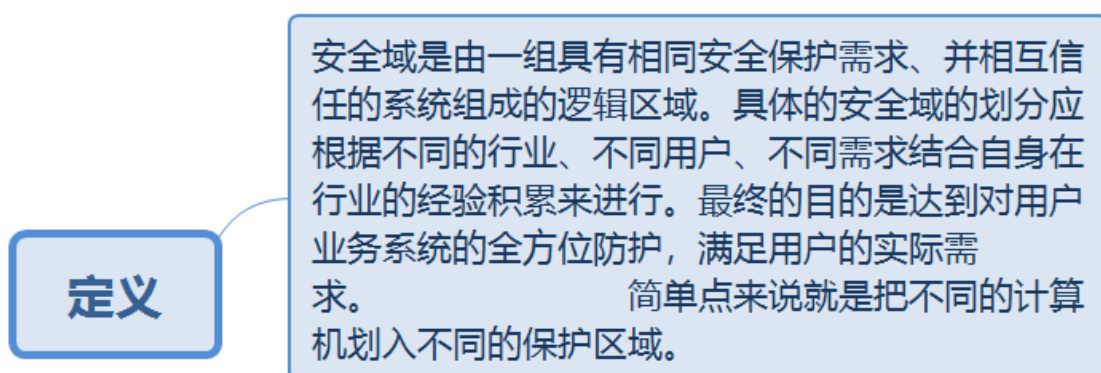 定义
安全域是由一组具有相同安全保护需求、并相互信
任的系统组成的逻辑区域。具体的安全域的划分应
根据不同的行业、不同用户、不同需求结合自身在
行业的经验积累来进行。最终的目的是达到对用户
业务系统的全方位防护，满足用户的实际需
求。 简单点来说就是把不同的计算
机划入不同的保护区域。